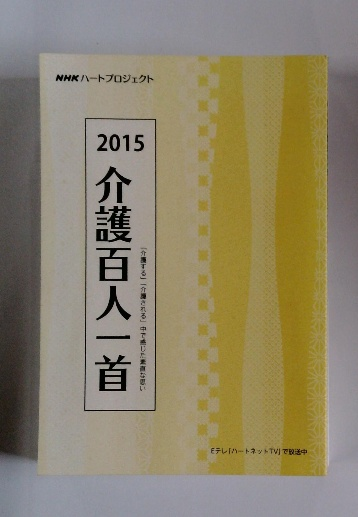 NHKハートプロジェクト
2015
介護百人一首
「介護する」「介護される」中で感じた素直な思い
Eテレ「ハートネットTV」で放送中